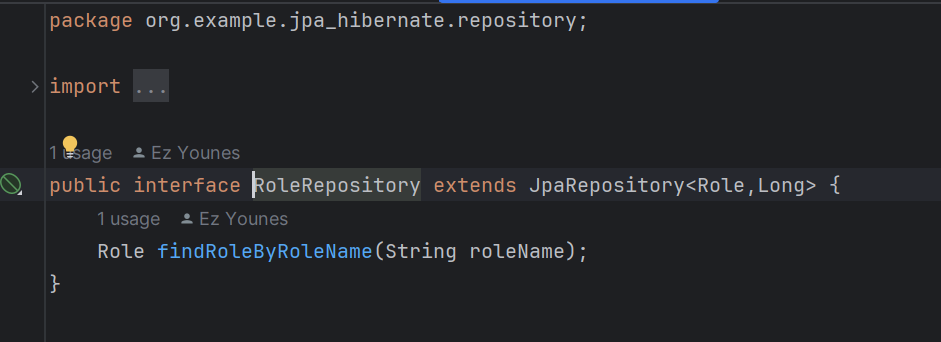 package org.example.jpa_hibernate.repository;
import ...
1 usage Ez Younes
public interface RoleRepository extends JpaRepository<Role,Long> {
1 usage Ez Younes
Role findRoleByRoleName(String roleName);
}